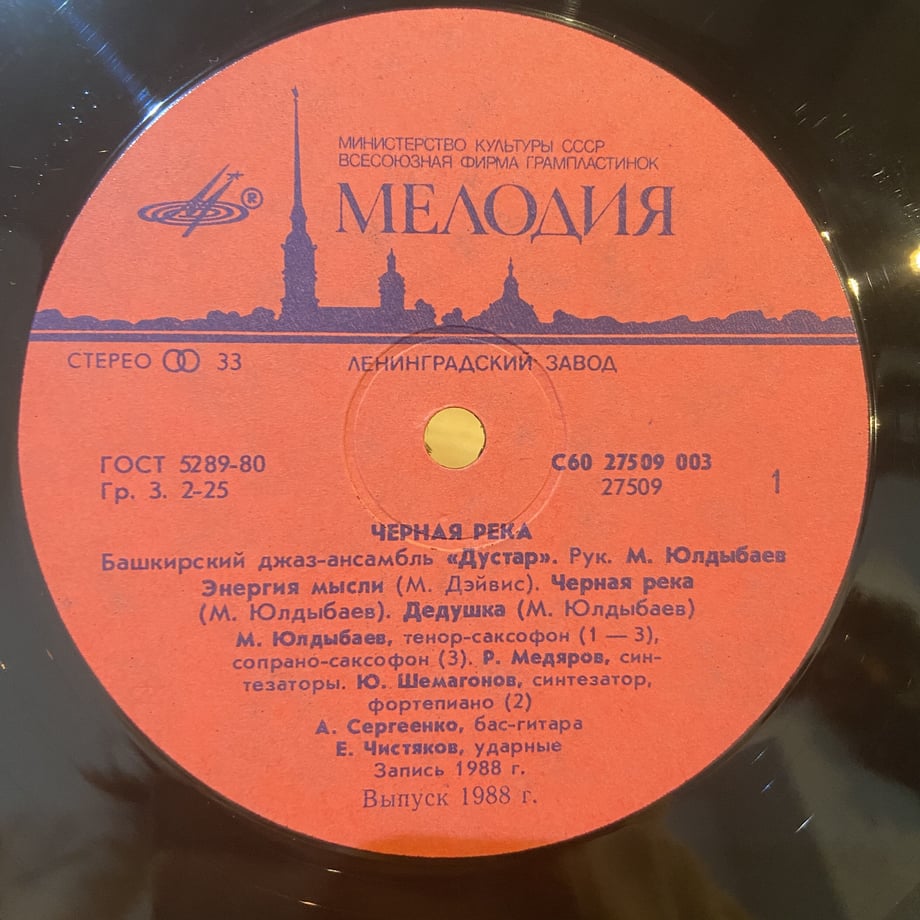 МИНИСТЕРСТВО КУЛЬТУРЫ СССР
ВСЕСОЮЗНАЯ ФИРМА ГРАМПЛАСТИНОК
®
МЕЛОДИЯ
СТЕРЕО 33
ЛЕНИНГРАДСКИЙ ЗАВОД
ГОСТ 5289-80
Гр. 3. 2-25
С60 27509 003
27509
1
ЧЕРНАЯ РЕКА
Башкирский джаз-ансамбль «Дустар». Рук. М. Юлдыбаев
Энергия мысли (М. Дэйвис). Черная река
(М. Юлдыбаев). Дедушка (М. Юлдыбаев)
М. Юлдыбаев, тенор-саксофон (1 — 3),
сопрано-саксофон (3). Р. Медяров, син-
тезаторы. Ю. Шемагонов, синтезатор,
фортепиано (2)
А. Сергеенко, бас-гитара
Е. Чистяков, ударные
Запись 1988 г.
Выпуск 1988 г.